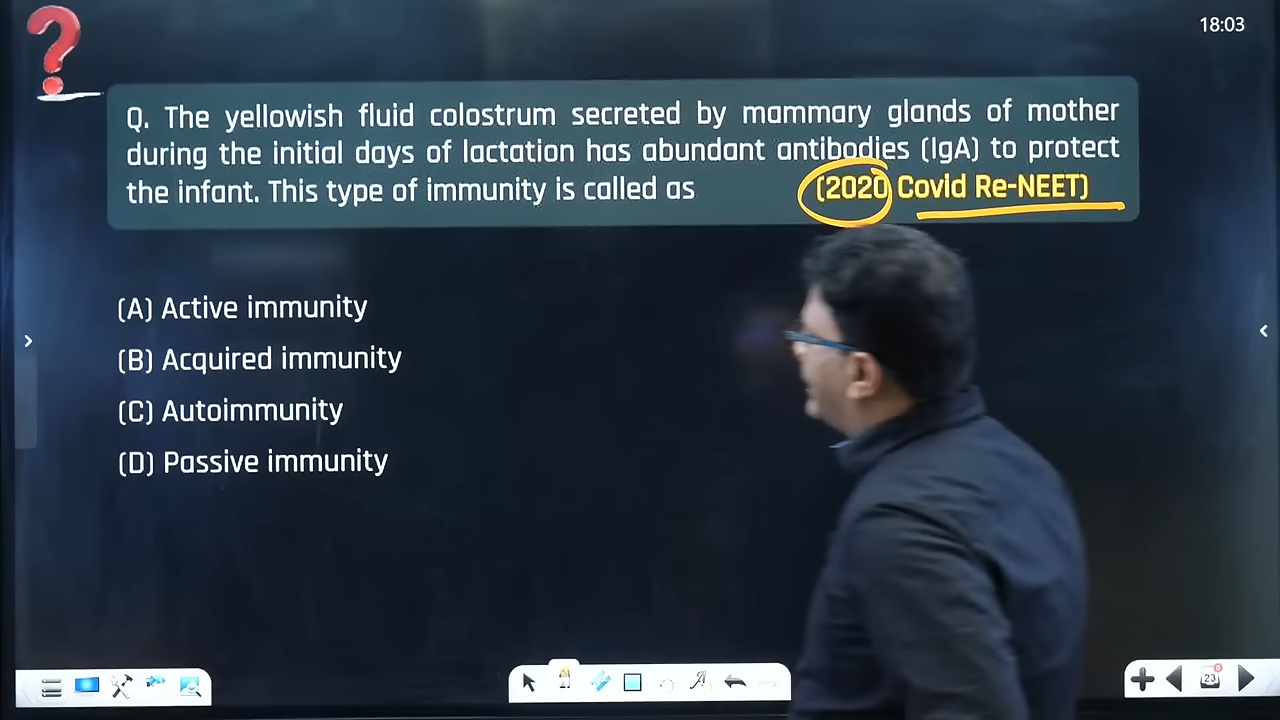 18:03
Q. The yellowish fluid colostrum secreted by mammary glands of mother
during the initial days of lactation has abundant antibodies (IgA) to protect
the infant. This type of immunity is called as (2020 Covid Re-NEET)
(A) Active immunity
(B) Acquired immunity
(C) Autoimmunity
(D) Passive immunity
23